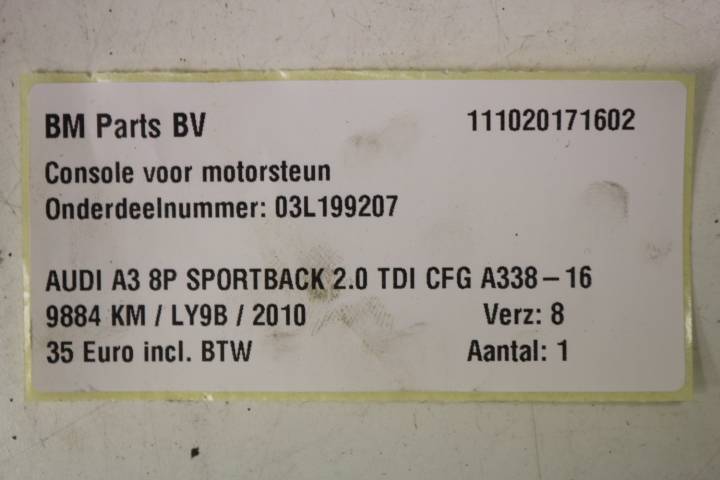 BM Parts BV 111020171602
Console voor motorsteun
Onderdeelnummer: 03L199207
AUDI A3 8P SPORTBACK 2.0 TDI CFG A338-16
9884 KM / LY9B / 2010 Verz: 8
35 Euro incl. BTW Aantal: 1